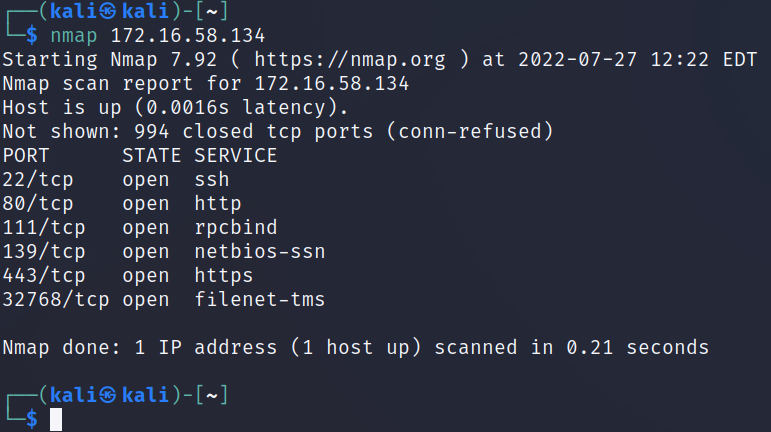 ┌──(kali㉿kali)-[~]
└─$ nmap 172.16.58.134
Starting Nmap 7.92 ( https://nmap.org ) at 2022-07-27 12:22 EDT
Nmap scan report for 172.16.58.134
Host is up (0.0016s latency).
Not shown: 994 closed tcp ports (conn-refused)
PORT      STATE SERVICE
22/tcp    open  ssh
80/tcp    open  http
111/tcp   open  rpcbind
139/tcp   open  netbios-ssn
443/tcp   open  https
32768/tcp open  filenet-tms
Nmap done: 1 IP address (1 host up) scanned in 0.21 seconds
┌──(kali㉿kali)-[~]
└─$